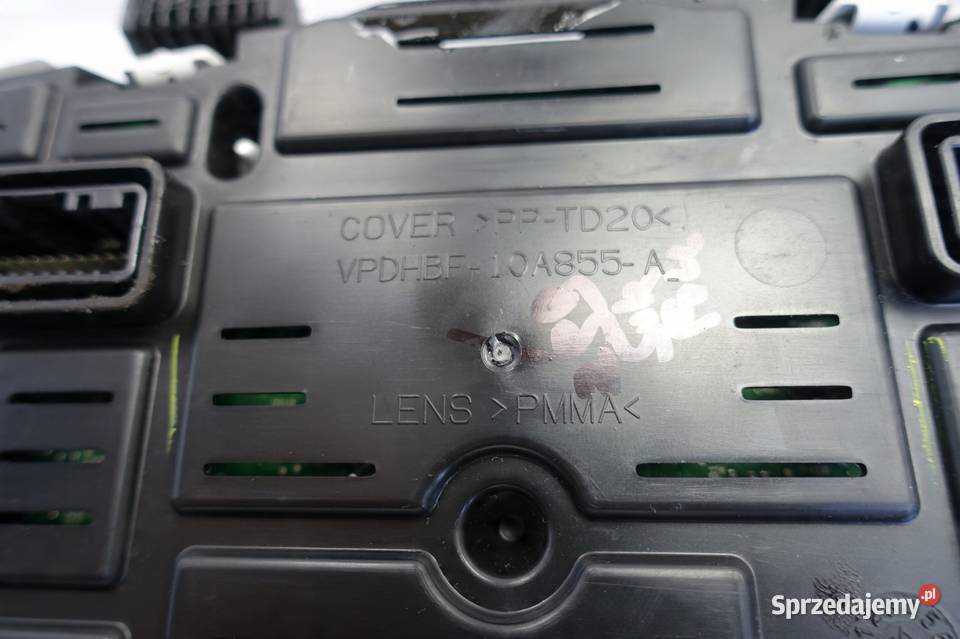 COVER >PP-TD20<
VPDHBF-10A855-A
LENS >PMMA<
Sprzedajemy.pl